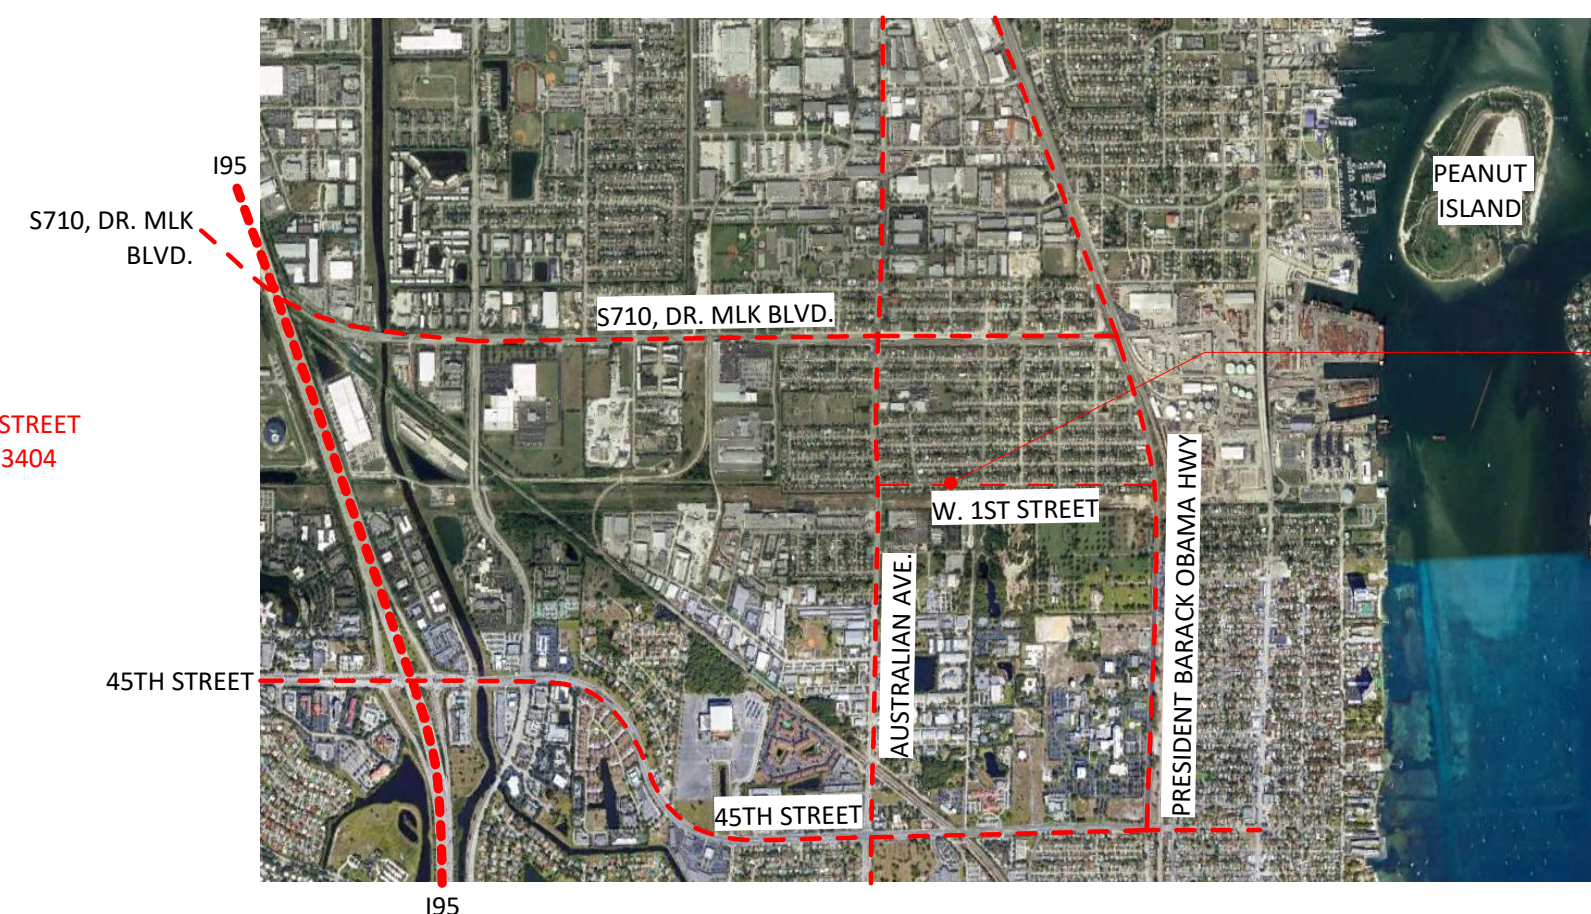 I95
S710, DR. MLK
BLVD.
PEANUT
ISLAND
S710, DR. MLK BLVD.
STREET
3404
W. 1ST STREET
AUSTRALIAN AVE.
PRESIDENT BARACK OBAMA HWY
45TH STREET
45TH STREET
I95